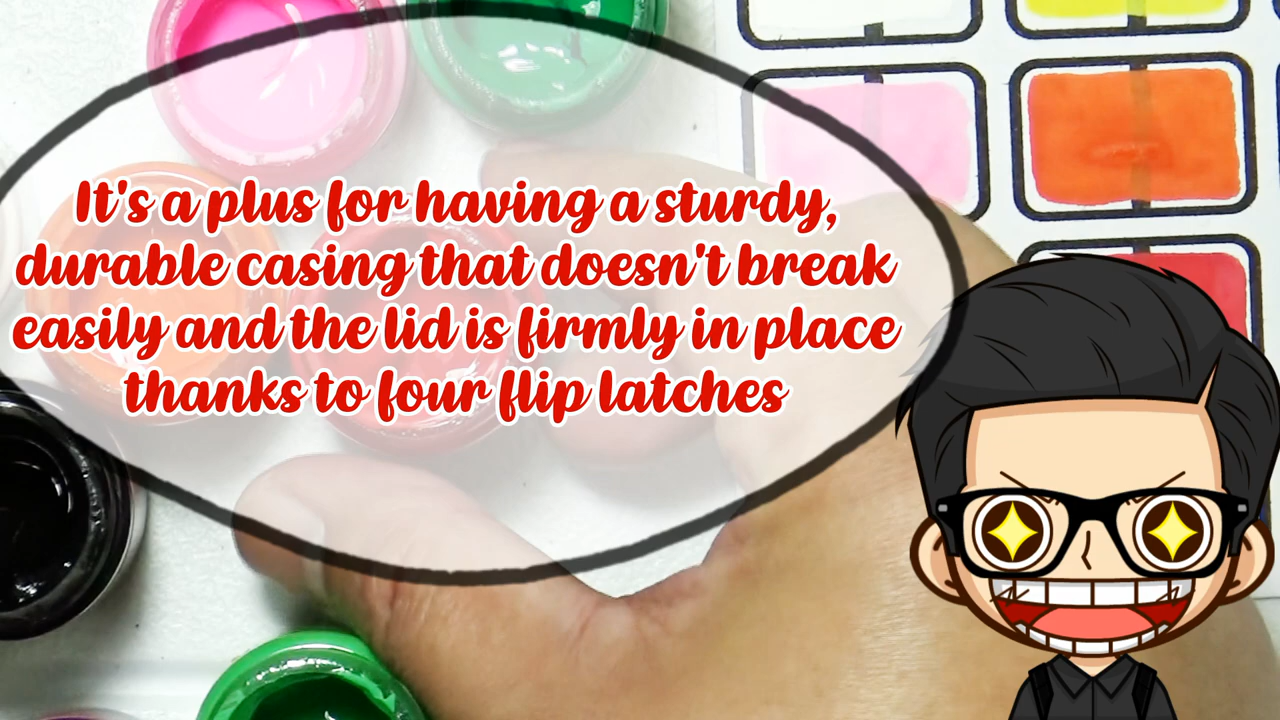 It's a plus for having a sturdy,
durable casing that doesn't break
easily and the lid is firmly in place
thanks to four flip latches